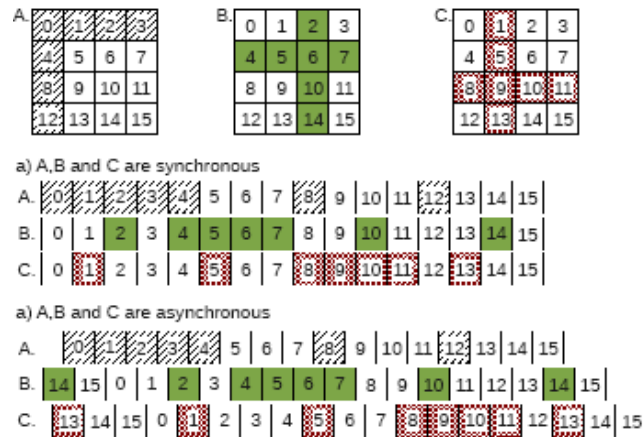 A. B. C.
0 1 2 3 0 1 2 3 0 1 2 3
4 5 6 7 4 5 6 7 4 5 6 7
8 9 10 11 8 9 10 11 8 9 10 11
12 13 14 15 12 13 14 15 12 13 14 15
a) A,B and C are synchronous
A. 0 1 2 3 4 5 6 7 8 9 10 11 12 13 14 15
B. 0 1 2 3 4 5 6 7 8 9 10 11 12 13 14 15
C. 0 1 2 3 4 5 6 7 8 9 10 11 12 13 14 15
a) A,B and C are asynchronous
A. 0 1 2 3 4 5 6 7 8 9 10 11 12 13 14 15
B. 14 15 0 1 2 3 4 5 6 7 8 9 10 11 12 13 14 15
C. 13 14 15 0 1 2 3 4 5 6 7 8 9 10 11 12 13 14 15